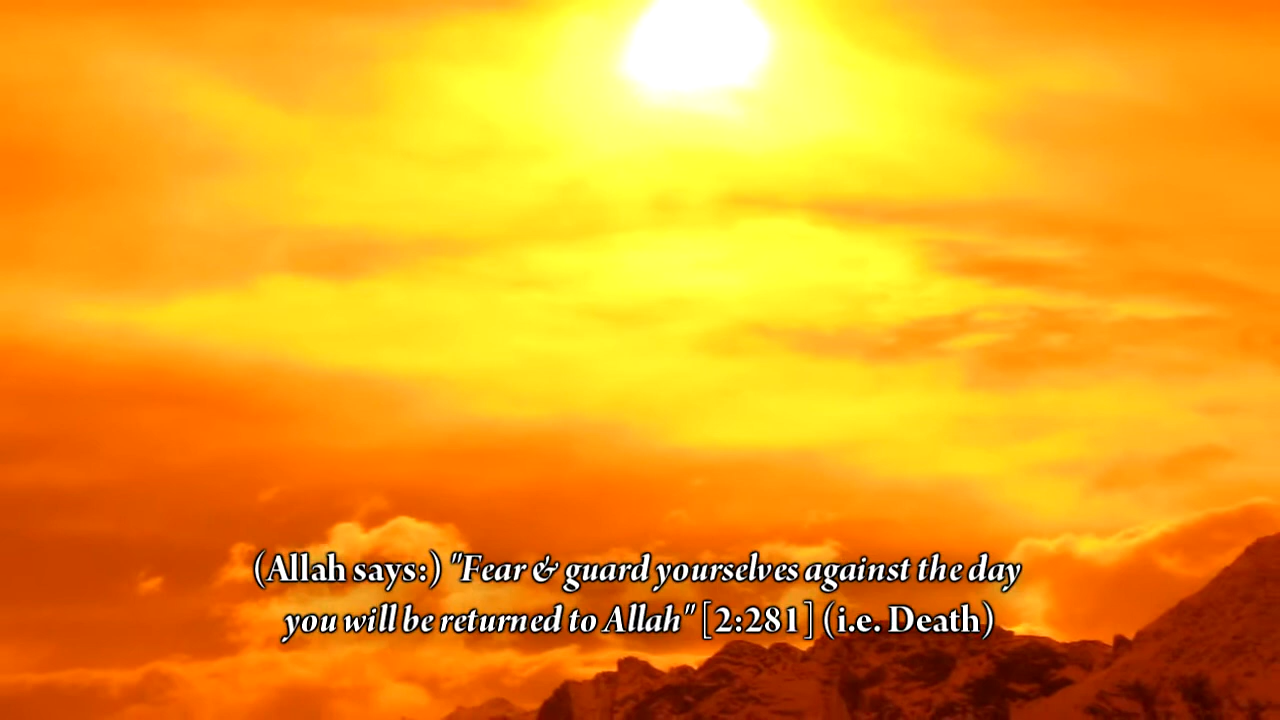 (Allah says:) "Fear & guard yourselves against the day
you will be returned to Allah" [2:281] (i.e. Death)